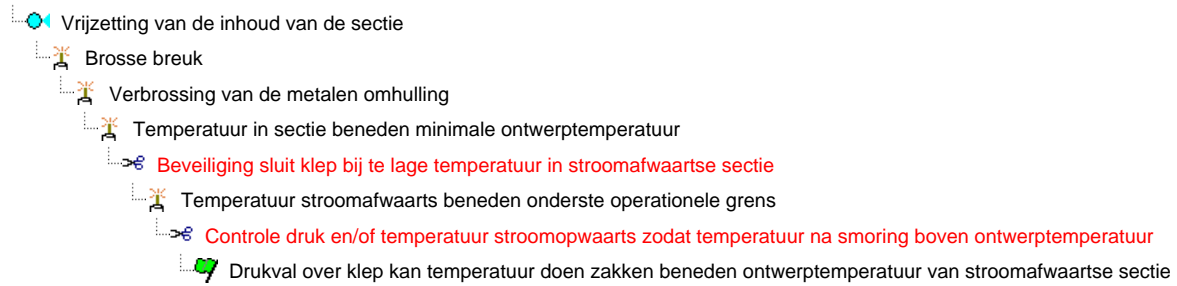 Vrijzetting van de inhoud van de sectie
Brosse breuk
Verbrossing van de metalen omhulling
Temperatuur in sectie beneden minimale ontwerptemperatuur
Beveiliging sluit klep bij te lage temperatuur in stroomafwaartse sectie
Temperatuur stroomafwaarts beneden onderste operationele grens
Controle druk en/of temperatuur stroomopwaarts zodat temperatuur na smoring boven ontwerptemperatuur
Drukval over klep kan temperatuur doen zakken beneden ontwerptemperatuur van stroomafwaartse sectie